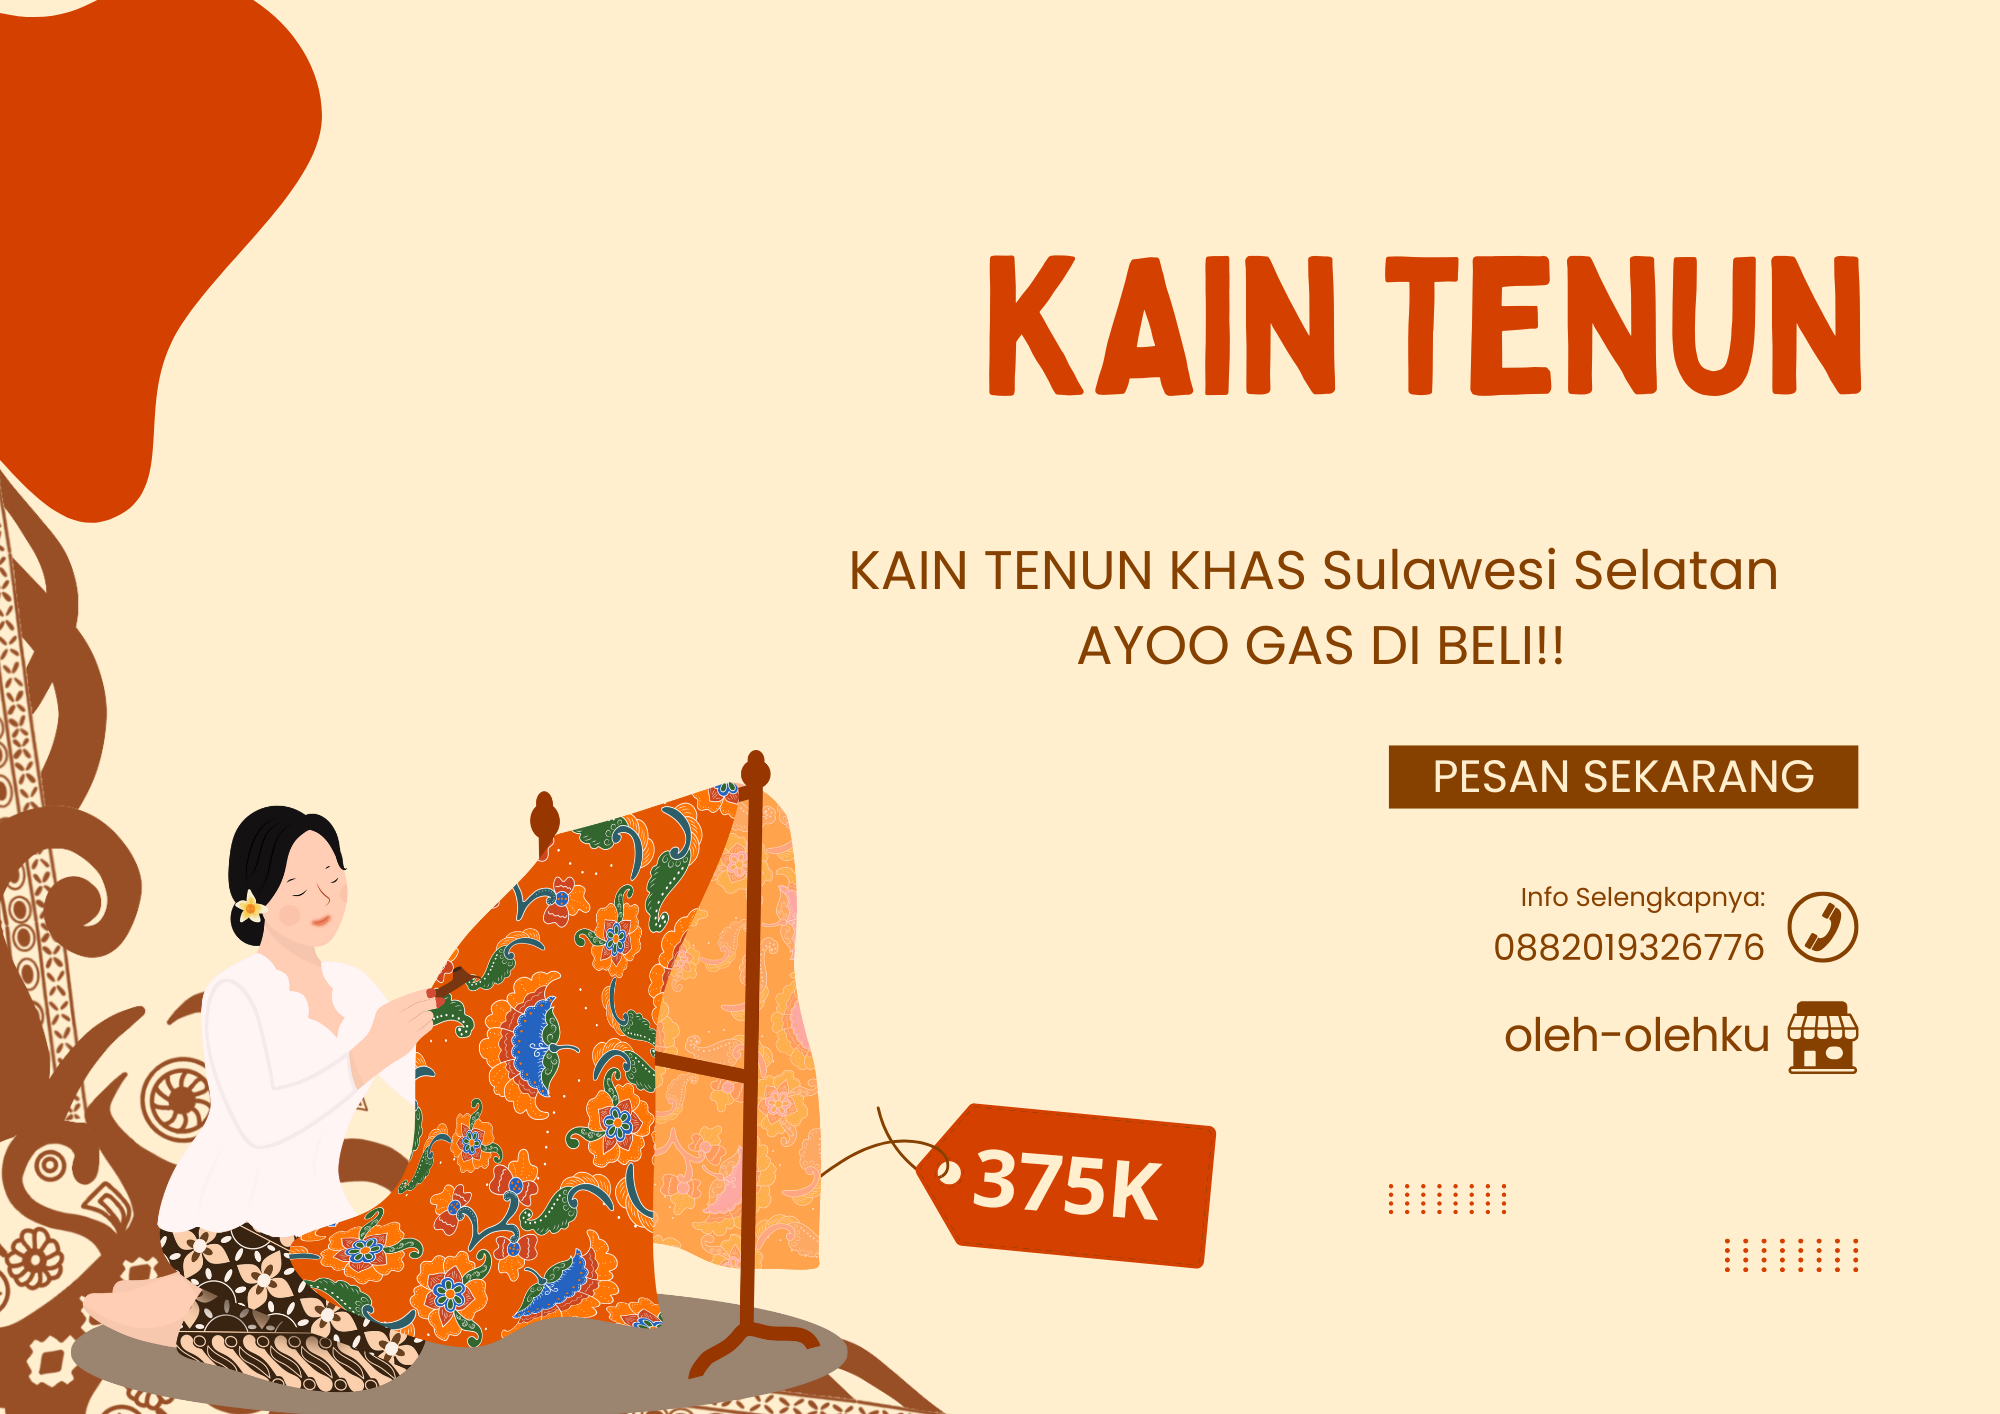 KAIN TENUN
KAIN TENUN KHAS Sulawesi Selatan
AYOO GAS DI BELI!!
PESAN SEKARANG
Info Selengkapnya:
0882019326776
oleh-olehku
375K